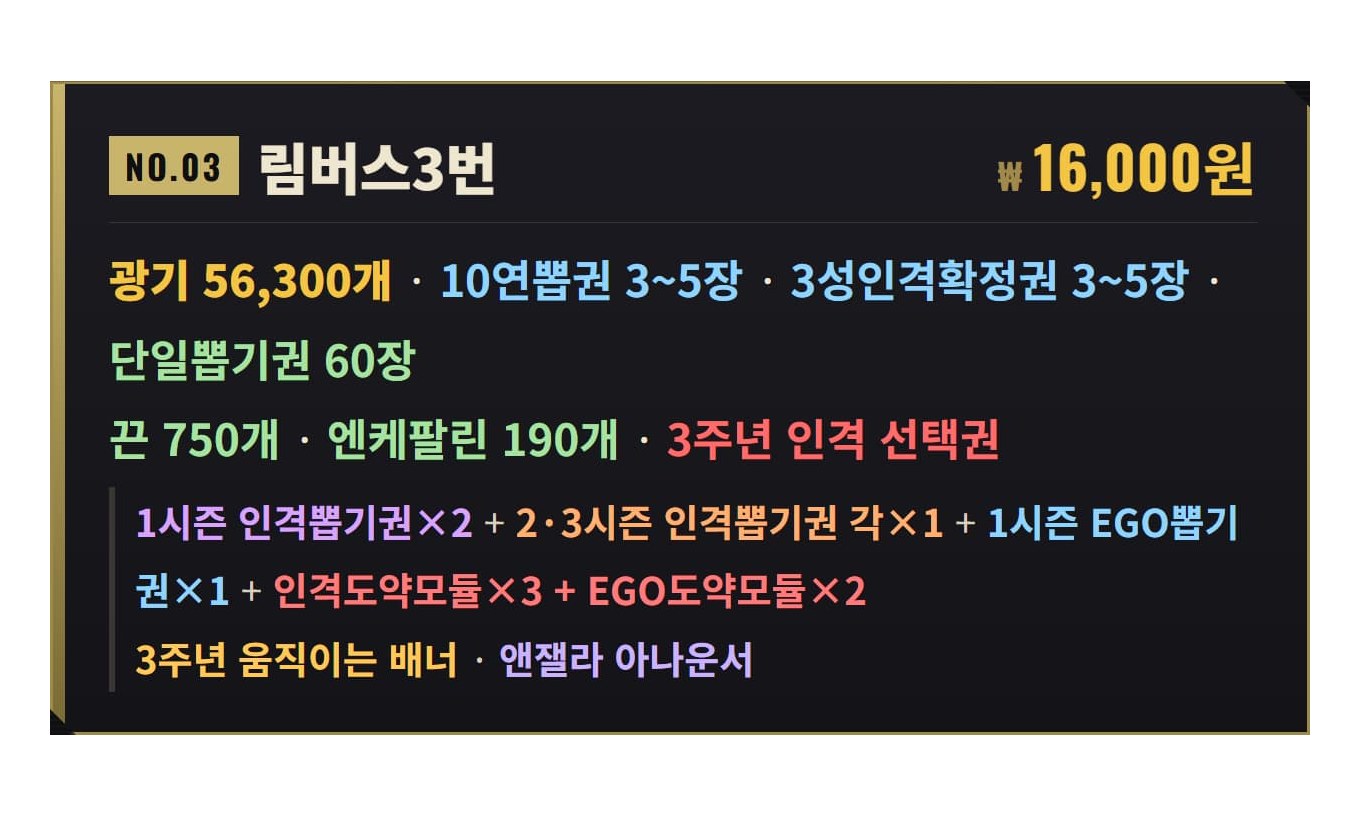 NO.03 림버스3번 ₩16,000원
광기 56,300개 · 10연뽑권 3~5장 · 3성인격확정권 3~5장 ·
단일뽑기권 60장
끈 750개 · 엔케팔린 190개 · 3주년 인격 선택권
1시즌 인격뽑기권×2 + 2·3시즌 인격뽑기권 각×1 + 1시즌 EGO뽑기
권×1 + 인격도약모듈×3 + EGO도약모듈×2
3주년 움직이는 배너 · 앤젤라 아나운서